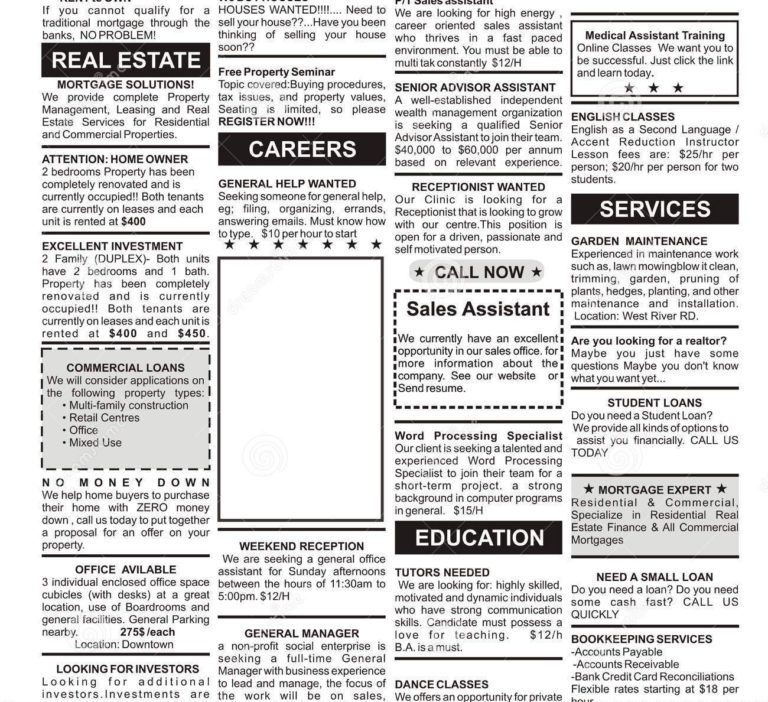 If they cannot qualify for a
traditional mortgage through the
banks, NO PROBLEM!
REAL ESTATE
MORTGAGE SOLUTIONS!
We provide complete Property
Management, Leasing and Real
Estate Services for Residential
and Commercial Properties.
ATTENTION: HOME OWNER
2 bedrooms Property has been
completely renovated and is
currently occupied!! Both tenants
are currently on leases and each
unit is rented at $400
EXCELLENT INVESTMENT
2 Family (DUPLEX)- Both units
have 2 bedrooms and 1 bath.
Property has been completely
renovated and is currently
occupied!! Both tenants are
currently on leases and each unit is
rented at $400 and $450.
COMMERCIAL LOANS
We will consider applications on
the following property types:
• Multi-family construction
• Retail Centres
• Office
• Mixed Use
NO MONEY DOWN
We help home buyers to purchase
their home with ZERO money
down , call us today to put together
a proposal for an offer on your
property.
OFFICE AVILABLE
3 individual enclosed office space
cubicles (with desks) at a great
location, use of Boardrooms and
general facilities. General Parking
nearby. 275$ /each
Location: Downtown
LOOKING FOR INVESTORS
Looking for additional
investors.Investments are
HOUSES WANTED!!!!.... Need to
sell your house??...Have you been
thinking of selling your house
soon??
Free Property Seminar
Topic covered:Buying procedures,
tax issues, and property values,
Seating is limited, so please
REGISTER NOW!!!
CAREERS
GENERAL HELP WANTED
Seeking someone for general help,
eg; filing, organizing, errands,
answering emails. Must know how
to type. $10 per hour to start
★ ★ ★ ★ ★ ★ ★
WEEKEND RECEPTION
We are seeking a general office
assistant for Sunday afternoons
between the hours of 11:30am to
5:00pm. $12/H
GENERAL MANAGER
a non-profit social enterprise is
seeking a full-time General
Manager with business experience
to lead and manage, the focus of
the work will be on sales,
P/T Sales assistant
We are looking for high energy ,
career oriented sales assistant
who thrives in a fast paced
environment. You must be able to
multi tak constantly $12/H
SENIOR ADVISOR ASSISTANT
A well-established independent
wealth management organization
is seeking a qualified Senior
Advisor Assistant to join their team.
$40,000 to $60,000 per annum
based on relevant experience.
RECEPTIONIST WANTED
Our Clinic is looking for a
Receptionist that is looking to grow
with our centre.This position is
open for a driven, passionate and
self motivated person.
★ CALL NOW ★
Sales Assistant
We currently have an excellent
opportunity in our sales office. for
more information about the
company. See our website or
Send resume.
Word Processing Specialist
Our client is seeking a talented and
experienced Word Processing
Specialist to join their team for a
short-term project. a strong
background in computer programs
in general. $15/H
EDUCATION
TUTORS NEEDED
We are looking for: highly skilled,
motivated and dynamic individuals
who have strong communication
skills. Candidate must possess a
love for teaching. $12/h
B.A. is a must.
DANCE CLASSES
We offers an opportunity for private
Medical Assistant Training
Online Classes We want you to
be successful. Just click the link
and learn today.
★ ★ ★
ENGLISH CLASSES
English as a Second Language /
Accent Reduction Instructor
Lesson fees are: $25/hr per
person; $20/hr per person for two
students.
SERVICES
GARDEN MAINTENANCE
Experienced in maintenance work
such as, lawn mowingblow it clean,
trimming, garden, pruning of
plants, hedges, planting, and other
maintenance and installation.
Location: West River RD.
Are you looking for a realtor?
Maybe you just have some
questions Maybe you don't know
what you want yet...
STUDENT LOANS
Do you need a Student Loan?
We provide all kinds of options to
assist you financially. CALL US
TODAY
★ MORTGAGE EXPERT ★
Residential & Commercial,
Specialize in Residential Real
Estate Finance & All Commercial
Mortgages
NEED A SMALL LOAN
Do you need a loan? Do you need
some cash fast? CALL US
QUICKLY
BOOKKEEPING SERVICES
-Accounts Payable
-Accounts Receivable
-Bank Credit Card Reconciliations
Flexible rates starting at $18 per
hour